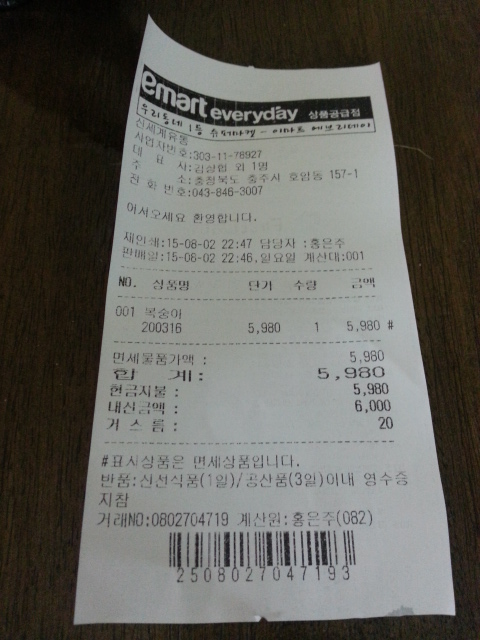 emart everyday 상품공급점
우리동네 1등 슈퍼마켓 - 이마트 에브리데이
신세계유통
사업자번호:303-11-78927
대 표 사:김상협 외 1명
주 소:충청북도 충주시 호암동 157-1
전 화 번호:043-846-3007
어서오세요 환영합니다.
재인쇄:15-08-02 22:47 담당자 :홍은주
판매일:15-08-02 22:46,일요일 계산대:001
NO. 상품명 단가 수량 금액
001 복숭아
200316 5,980 1 5,980 #
면세물품가액 : 5,980
합 계: 5,980
현금지불 : 5,980
내신금액 : 6,000
거 스 름 : 20
#표시상품은 면세상품입니다.
반품:신선식품(1일)/공산품(3일)이내 영수증
지참
거래NO:0802704719 계산원:홍은주(082)
2508027047193